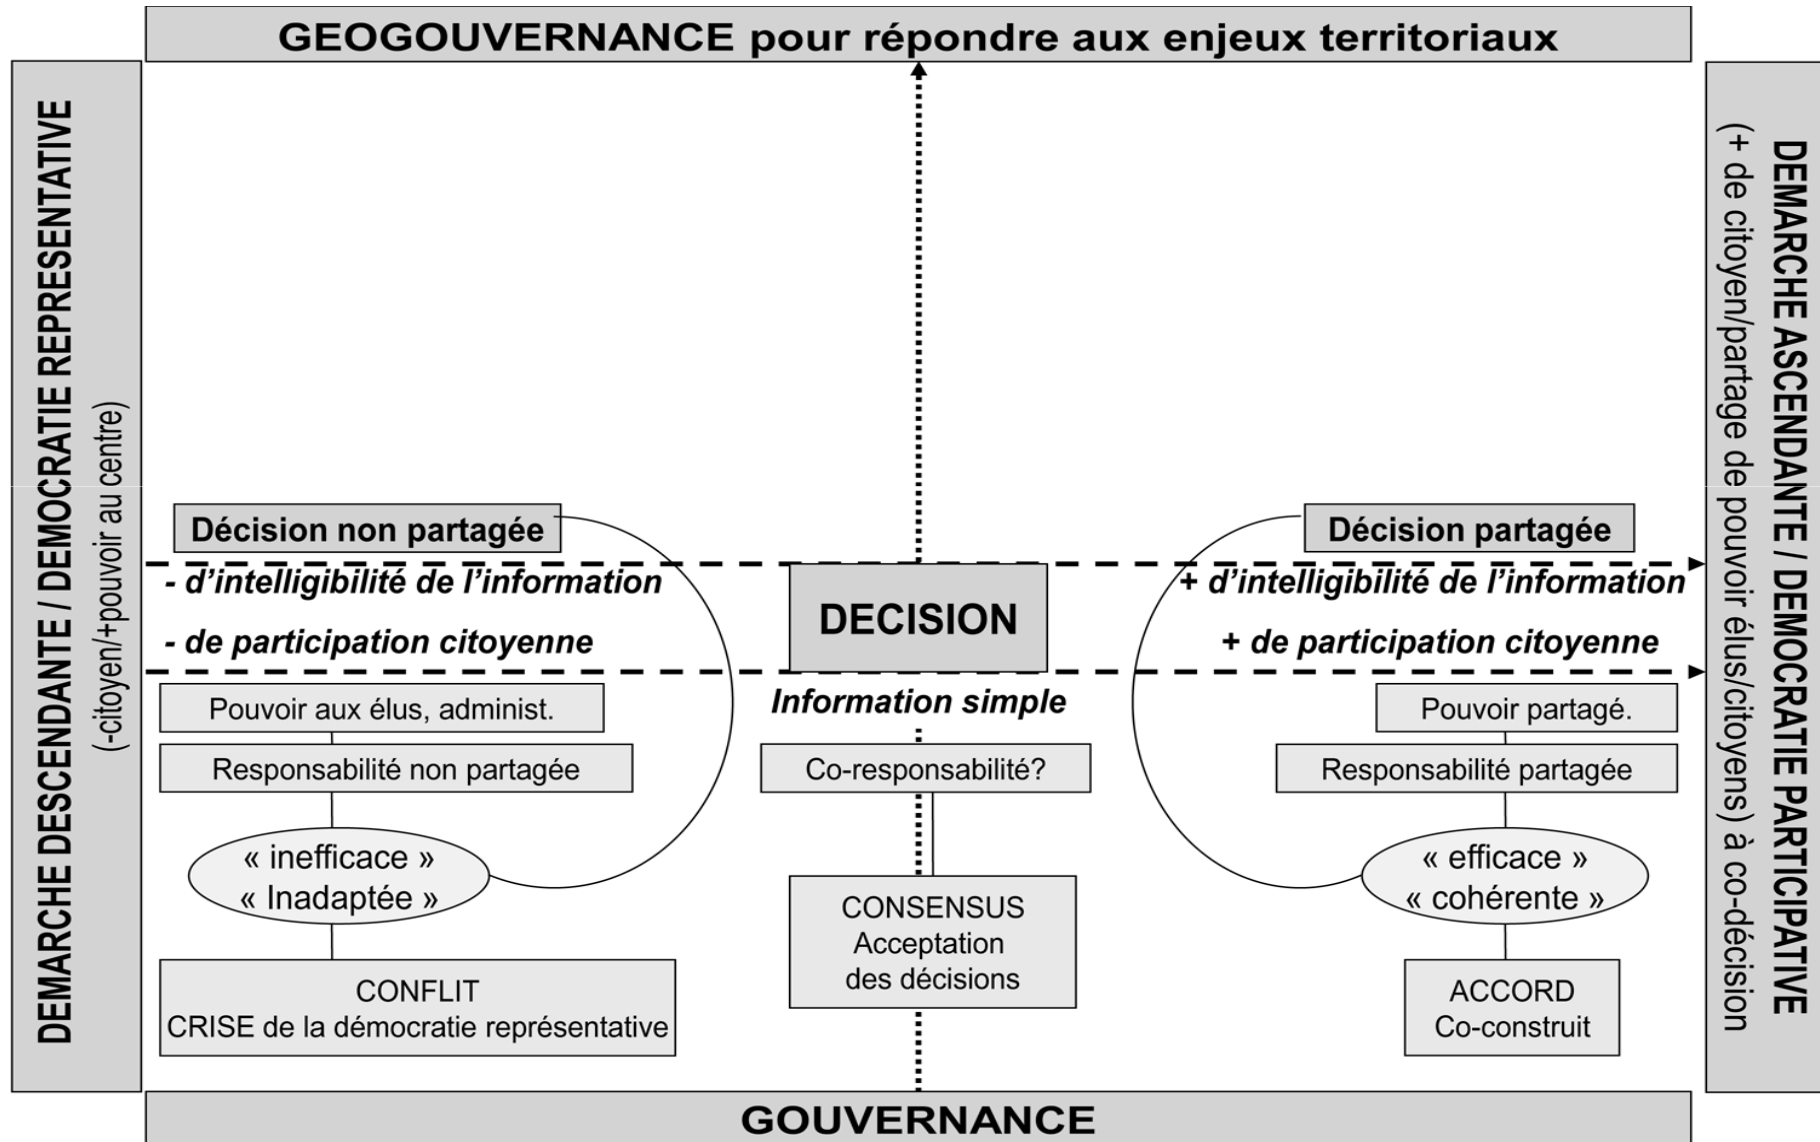 GEOGOUVERNANCE pour répondre aux enjeux territoriaux
DEMARCHE DESCENDANTE / DEMOCRATIE REPRESENTATIVE
(-citoyen/+pouvoir au centre)
Décision non partagée
- d’intelligibilité de l’information
- de participation citoyenne
Pouvoir aux élus, administ.
Responsabilité non partagée
« inefficace »
« Inadaptée »
CONFLIT
CRISE de la démocratie représentative
DECISION
Information simple
Co-responsabilité?
CONSENSUS
Acceptation
des décisions
Décision partagée
+ d’intelligibilité de l’information
+ de participation citoyenne
Pouvoir partagé.
Responsabilité partagée
« efficace »
« cohérente »
ACCORD
Co-construit
DEMARCHE ASCENDANTE / DEMOCRATIE PARTICIPATIVE
(+ de citoyen/partage de pouvoir élus/citoyens) à co-décision
GOUVERNANCE